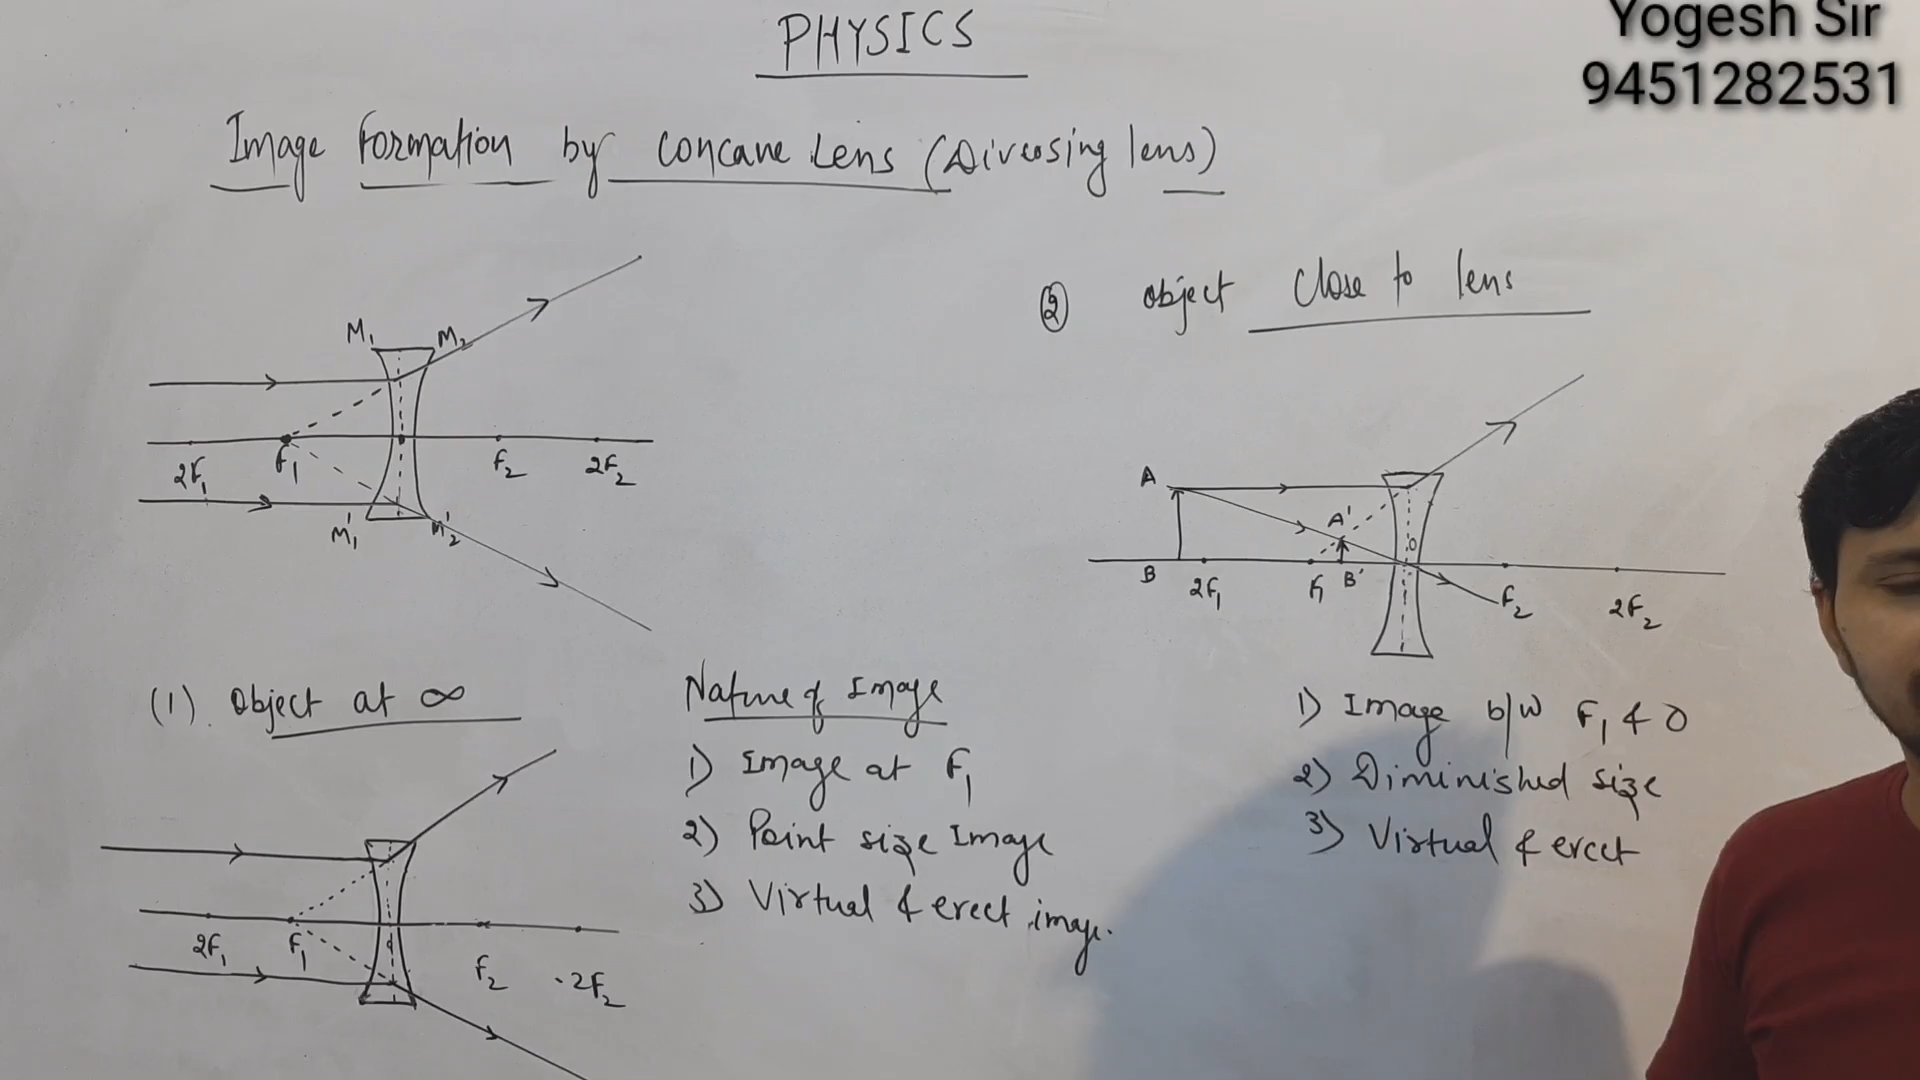 PHYSICS
Yogesh Sir
9451282531
Image Formation by Concave Lens (Diversing lens)
M₁ M₂
2F₁ F₁ F₂ 2F₂
M₁' M₂'
② object close to lens
A
A'
O
B 2F₁ F₁ B' F₂ 2F₂
(1). Object at ∞
2F₁ F₁ F₂ 2F₂
Nature of Image
1) Image at F₁
2) Point size Image
3) Virtual & erect image.
1) Image b/w F₁ & O
2) Diminished size
3) Virtual & erect